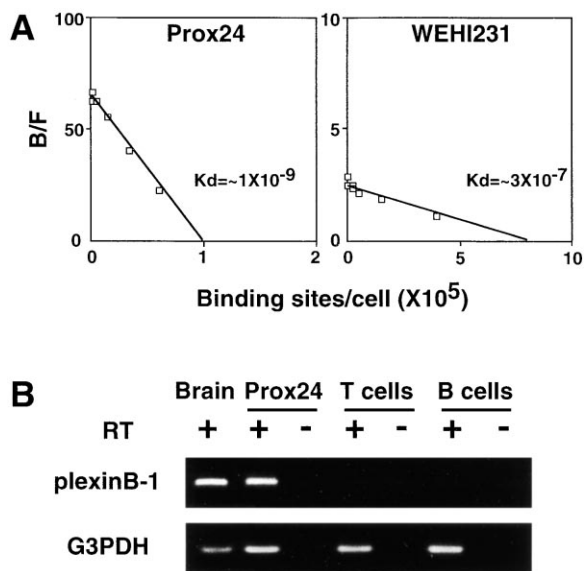 A
Prox24 WEHI231
100 10
B/F
50 5
Kd=~1X10-9 Kd=~3X10-7
0 0
0 1 2 0 5 10
Binding sites/cell (X105)
B
Brain Prox24 T cells B cells
RT + + - + - + -
plexinB-1
G3PDH